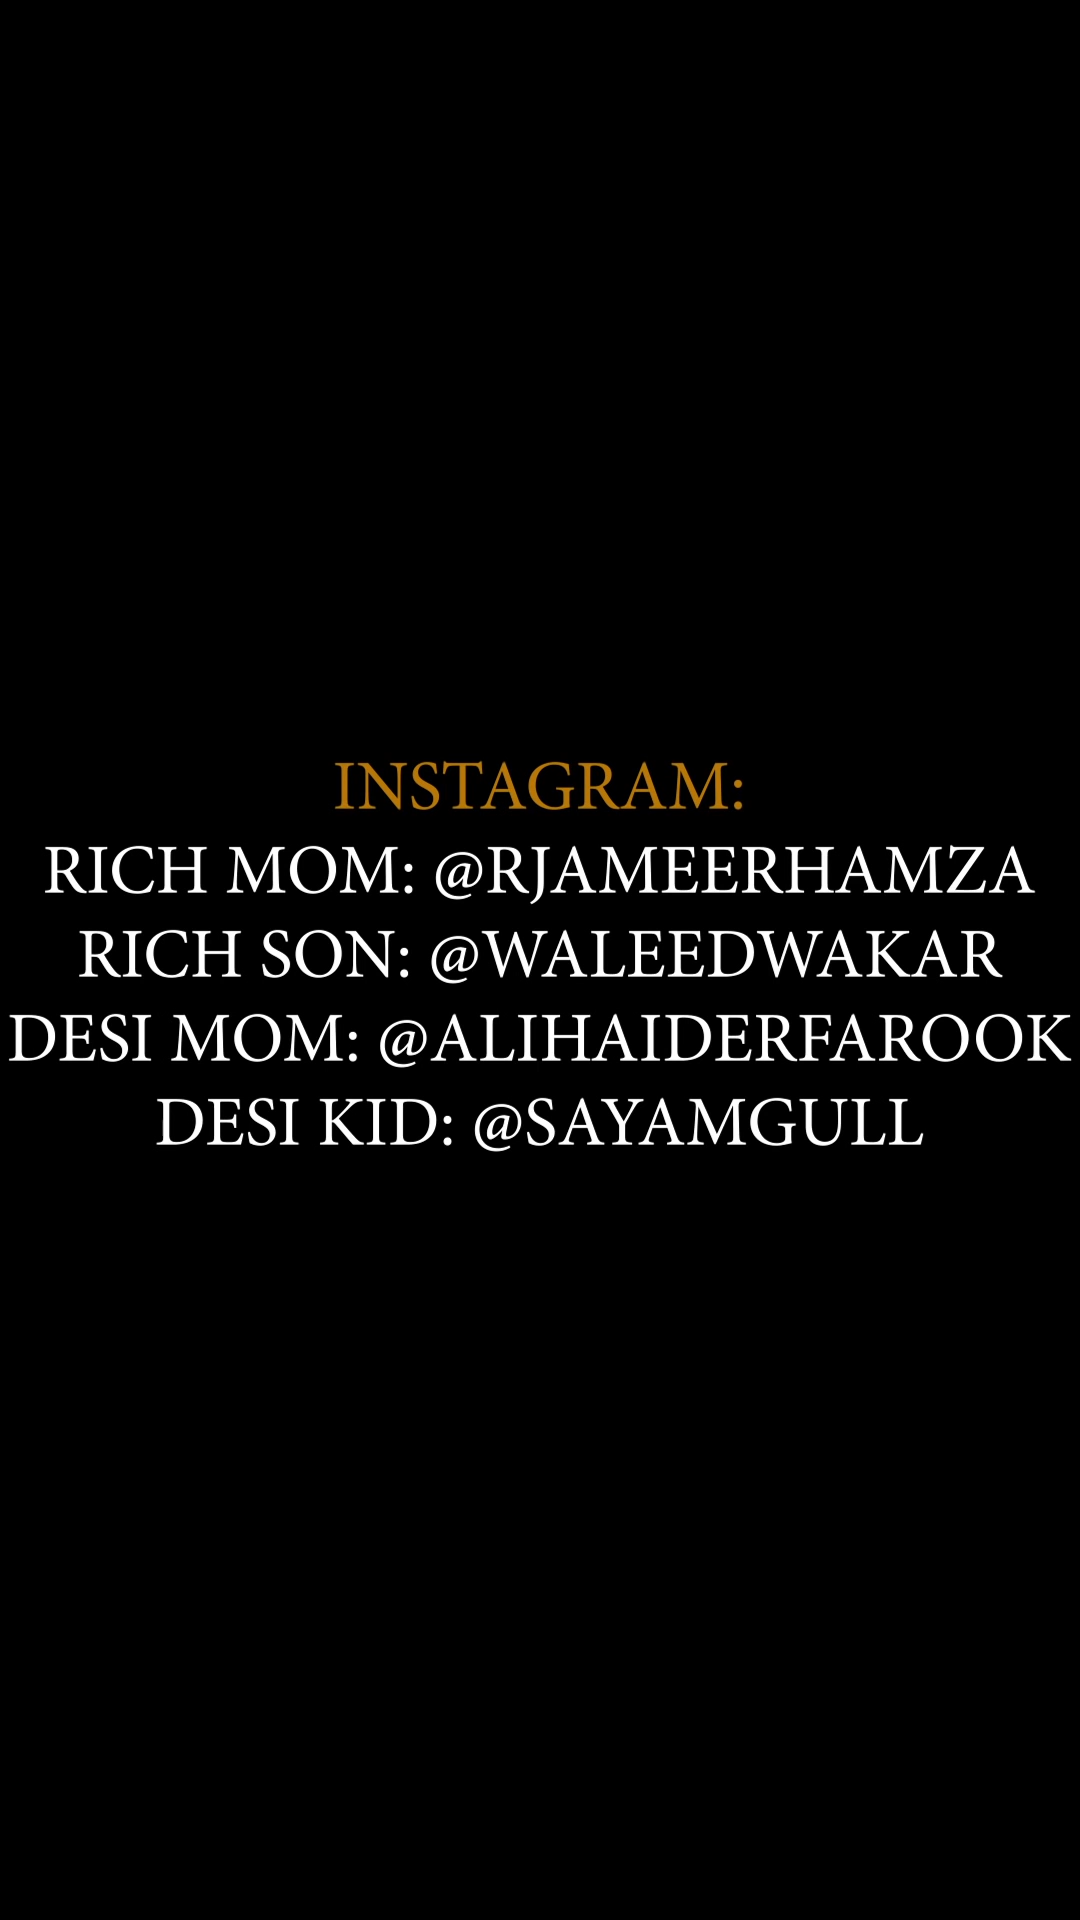 INSTAGRAM:
RICH MOM: @RJAMEERHAMZA
RICH SON: @WALEEDWAKAR
DESI MOM: @ALIHAIDERFAROOK
DESI KID: @SAYAMGULL